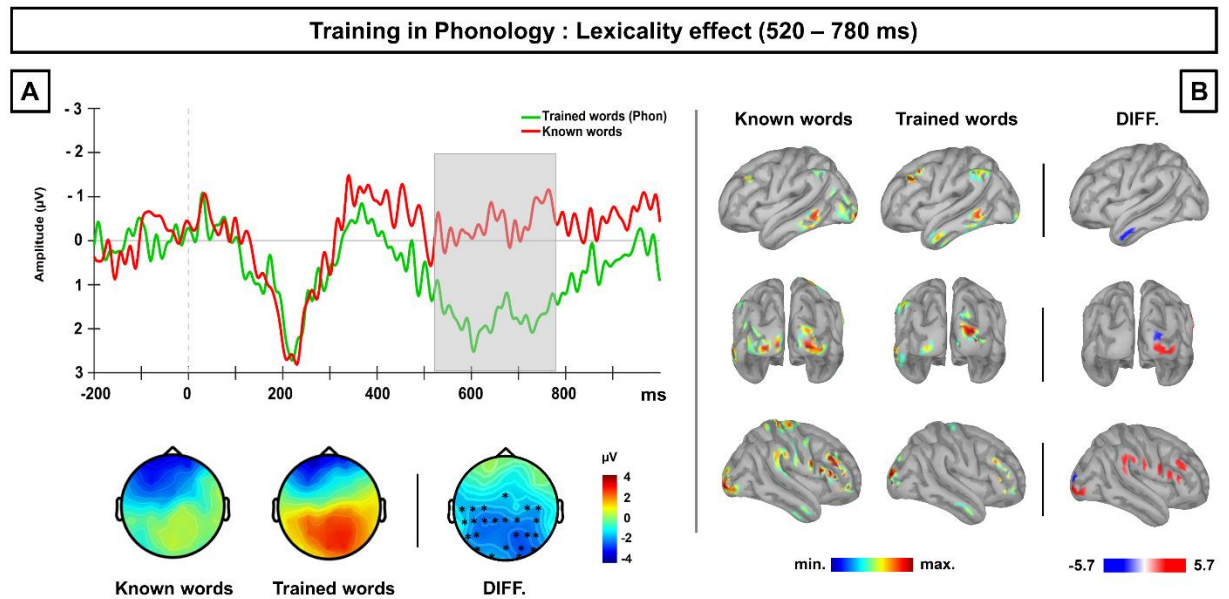 Training in Phonology : Lexicality effect (520 – 780 ms)
A
- 3
- 2
- 1
0
1
2
3
Amplitude (µV)
Trained words (Phon)
Known words
-200
0
200
400
600
800
ms
µV
4
2
0
-2
-4
Known words
Trained words
DIFF.
B
Known words
Trained words
DIFF.
min.
max.
-5.7
5.7